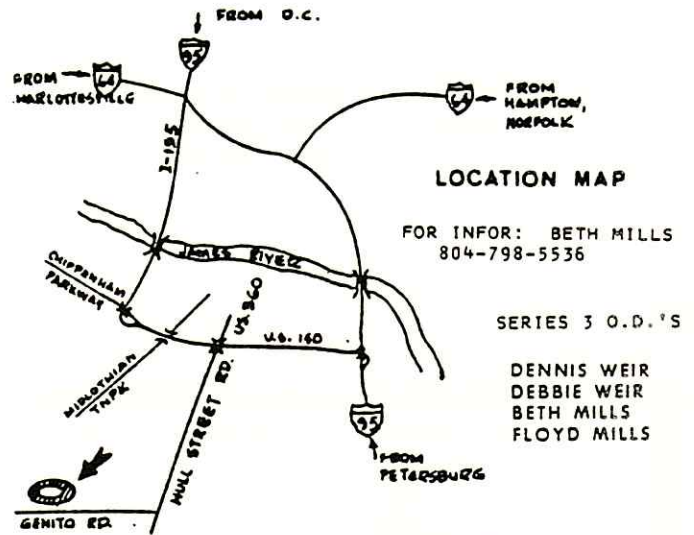 FROM D.C.
95
FROM
HARLOTTESVILLE
64
64
FROM
HAMPTON,
NORFOLK
I-195
LOCATION MAP
FOR INFOR: BETH MILLS
804-798-5536
JAMES RIVER
CHIPPENHAM
PARKWAY
U.S. 360
U.S. 150
MIDLOTHIAN
TNPK
HULL STREET RD.
SERIES 3 O.D.'S
DENNIS WEIR
DEBBIE WEIR
BETH MILLS
FLOYD MILLS
95
FROM
PETERSBURG
GENITO RD.